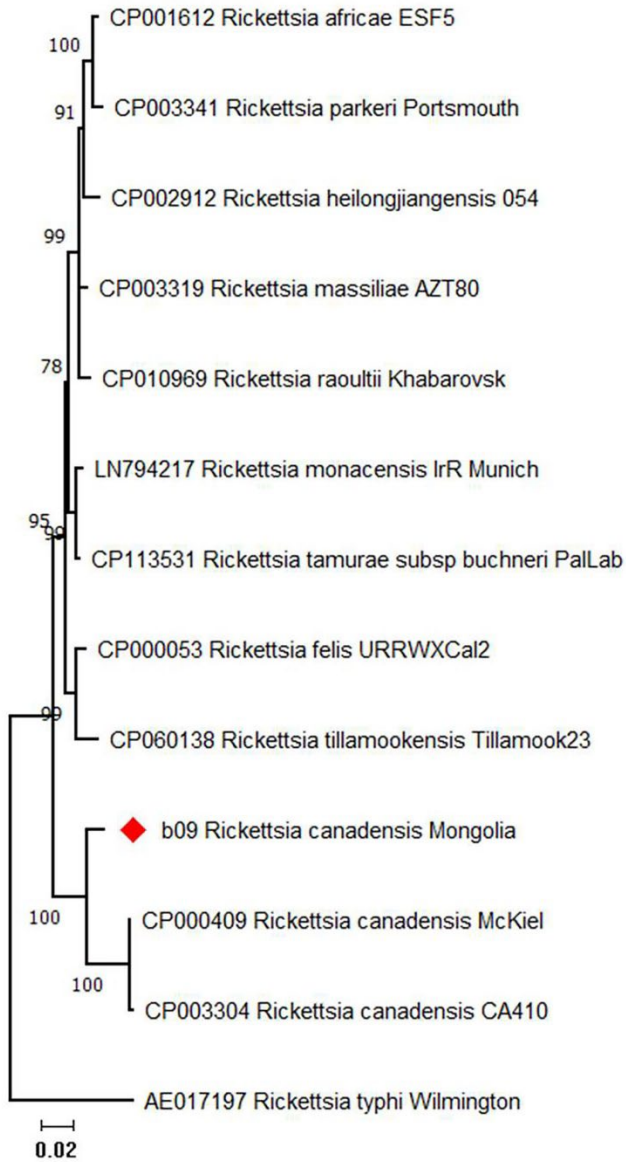 CP001612 Rickettsia africae ESF5
100
CP003341 Rickettsia parkeri Portsmouth
91
CP002912 Rickettsia heilongjiangensis 054
99
CP003319 Rickettsia massiliae AZT80
78
CP010969 Rickettsia raoultii Khabarovsk
LN794217 Rickettsia monacensis IrR Munich
95
99
CP113531 Rickettsia tamurae subsp buchneri PalLab
CP000053 Rickettsia felis URRWXCal2
99
CP060138 Rickettsia tillamookensis Tillamook23
b09 Rickettsia canadensis Mongolia
100
CP000409 Rickettsia canadensis McKiel
100
CP003304 Rickettsia canadensis CA410
AE017197 Rickettsia typhi Wilmington
0.02